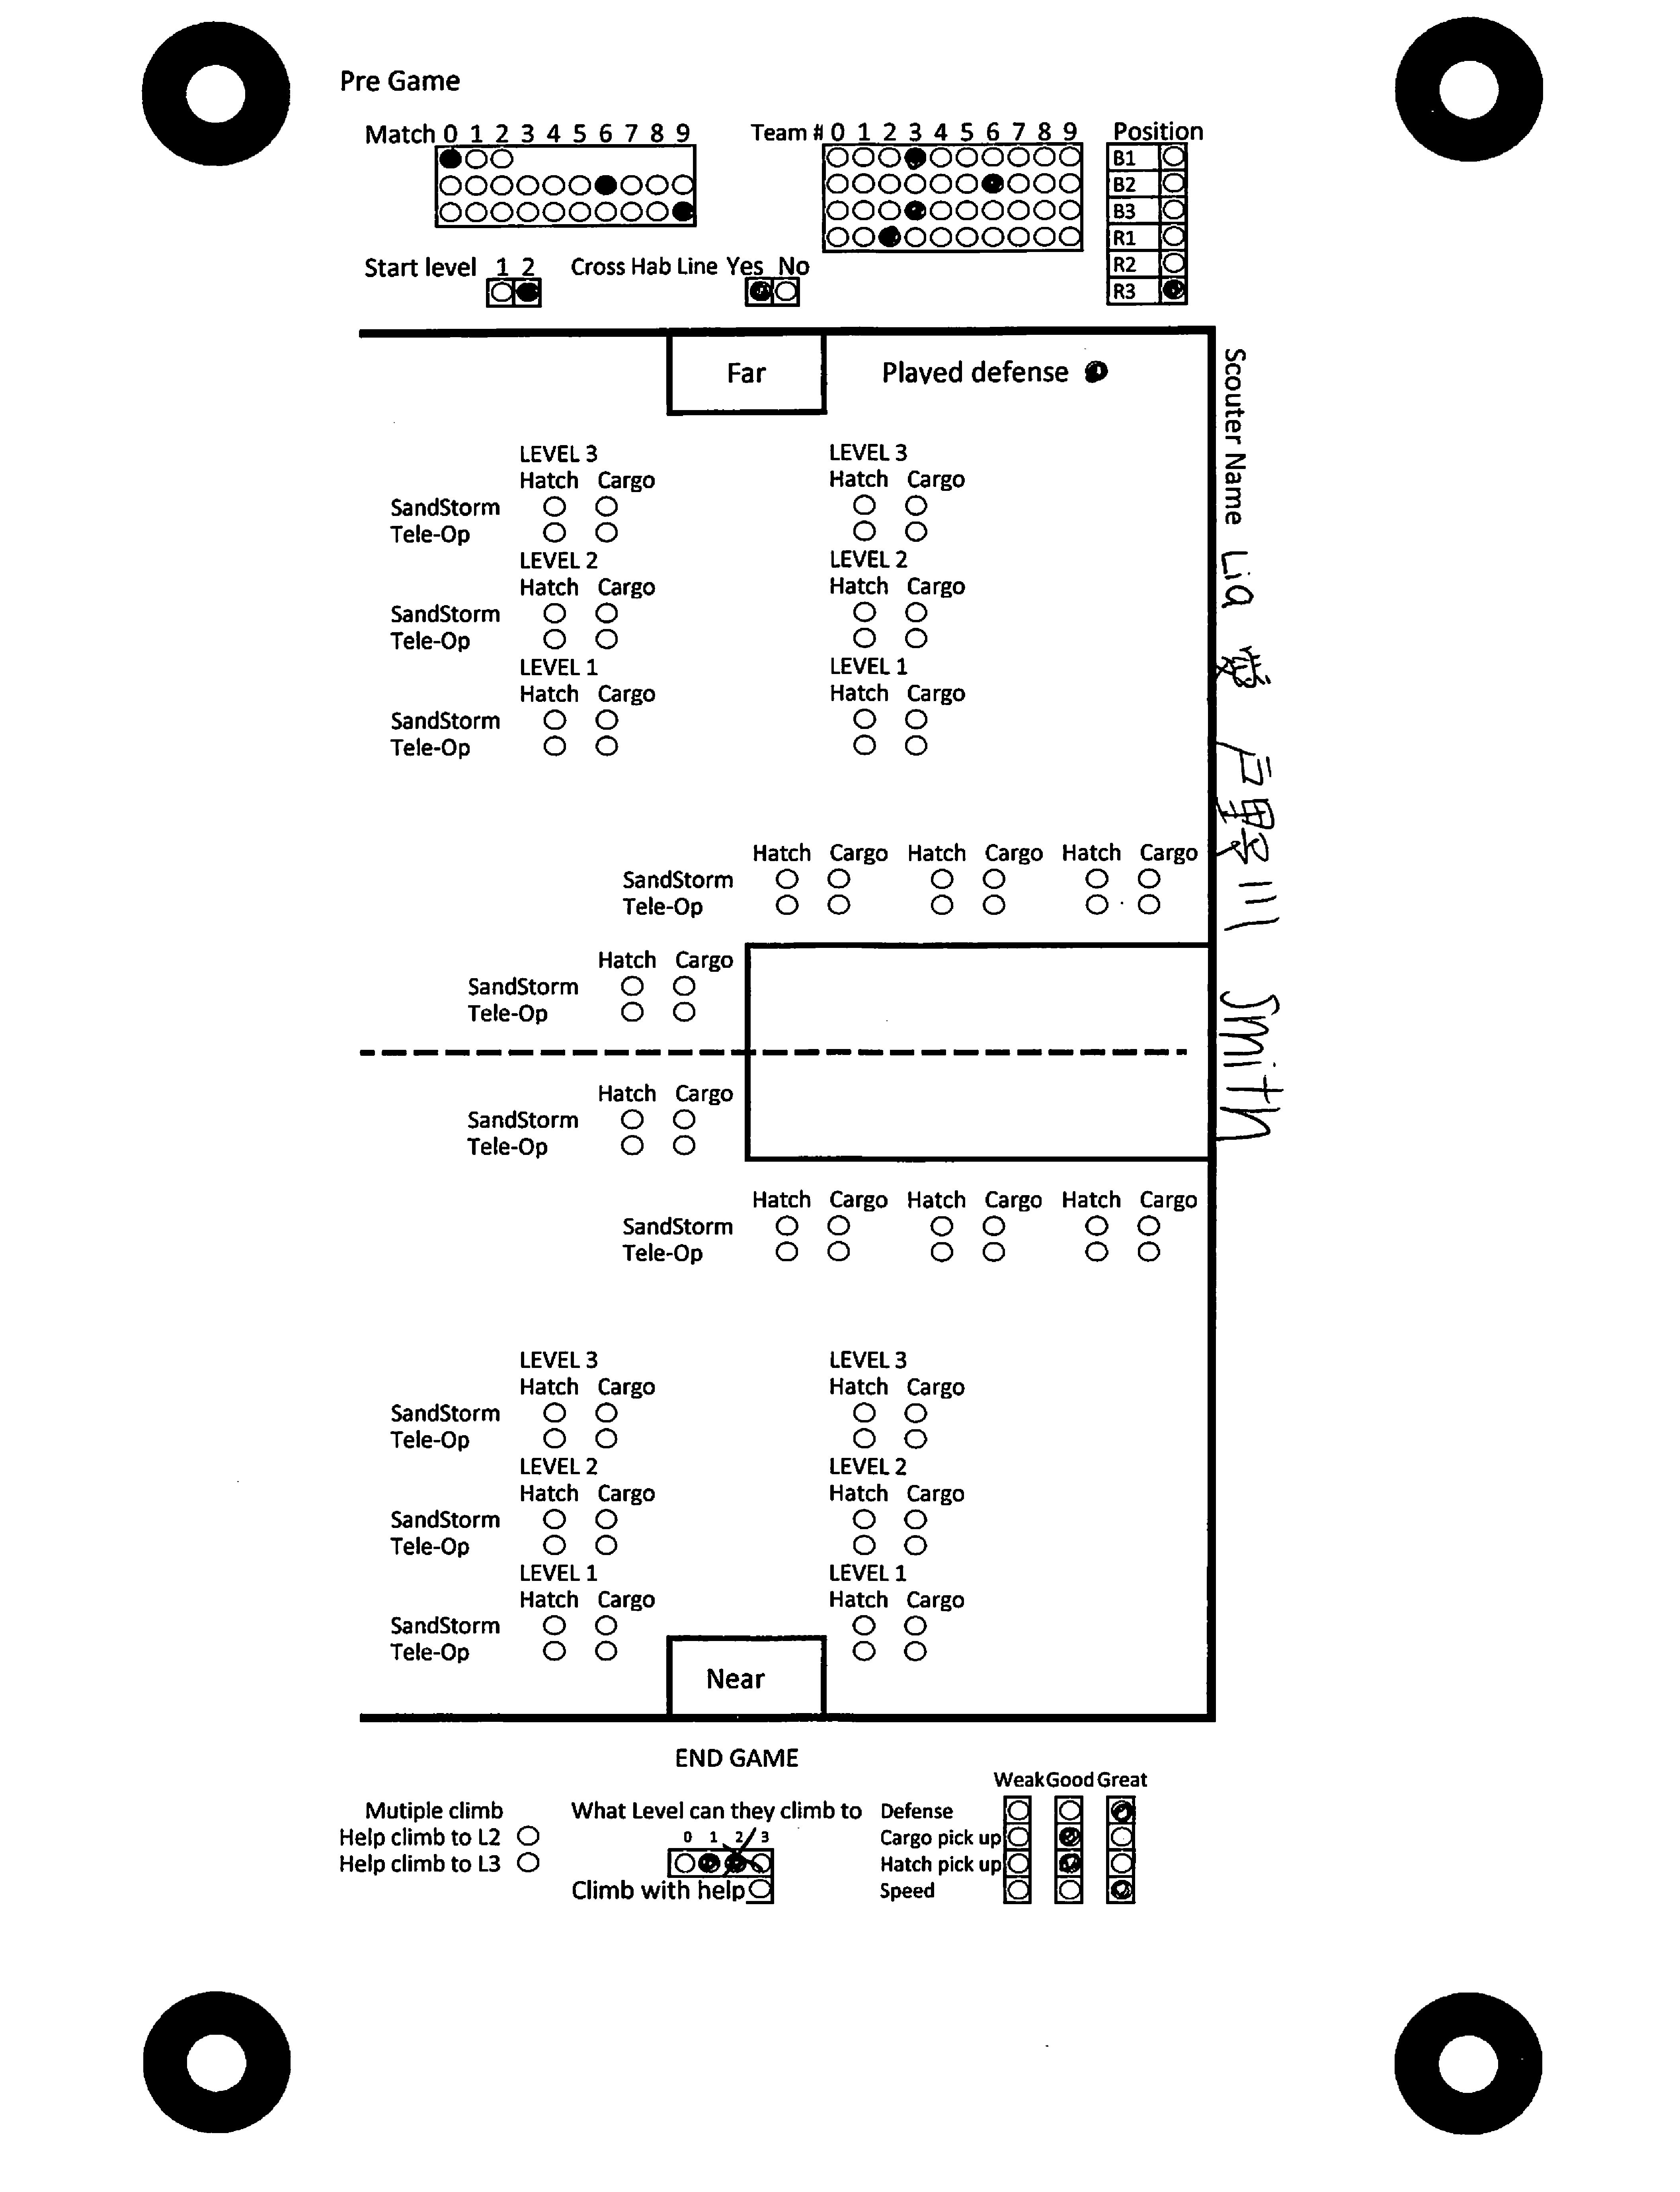 Pre Game
Match 0 1 2 3 4 5 6 7 8 9
Team # 0 1 2 3 4 5 6 7 8 9
Position
B1
B2
B3
R1
R2
R3
Start level 1 2
Cross Hab Line Yes No
Far
Played defense
Scouter Name Lia 愛 戸野川 Smith
LEVEL 3 LEVEL 3
Hatch Cargo Hatch Cargo
SandStorm
Tele-Op
LEVEL 2 LEVEL 2
Hatch Cargo Hatch Cargo
SandStorm
Tele-Op
LEVEL 1 LEVEL 1
Hatch Cargo Hatch Cargo
SandStorm
Tele-Op
Hatch Cargo Hatch Cargo Hatch Cargo
SandStorm
Tele-Op
Hatch Cargo
SandStorm
Tele-Op
Hatch Cargo
SandStorm
Tele-Op
Hatch Cargo Hatch Cargo Hatch Cargo
SandStorm
Tele-Op
LEVEL 3 LEVEL 3
Hatch Cargo Hatch Cargo
SandStorm
Tele-Op
LEVEL 2 LEVEL 2
Hatch Cargo Hatch Cargo
SandStorm
Tele-Op
LEVEL 1 LEVEL 1
Hatch Cargo Hatch Cargo
SandStorm
Tele-Op
Near
END GAME
Mutiple climb
Help climb to L2
Help climb to L3
What Level can they climb to
0 1 2 3
Climb with help
Weak Good Great
Defense
Cargo pick up
Hatch pick up
Speed